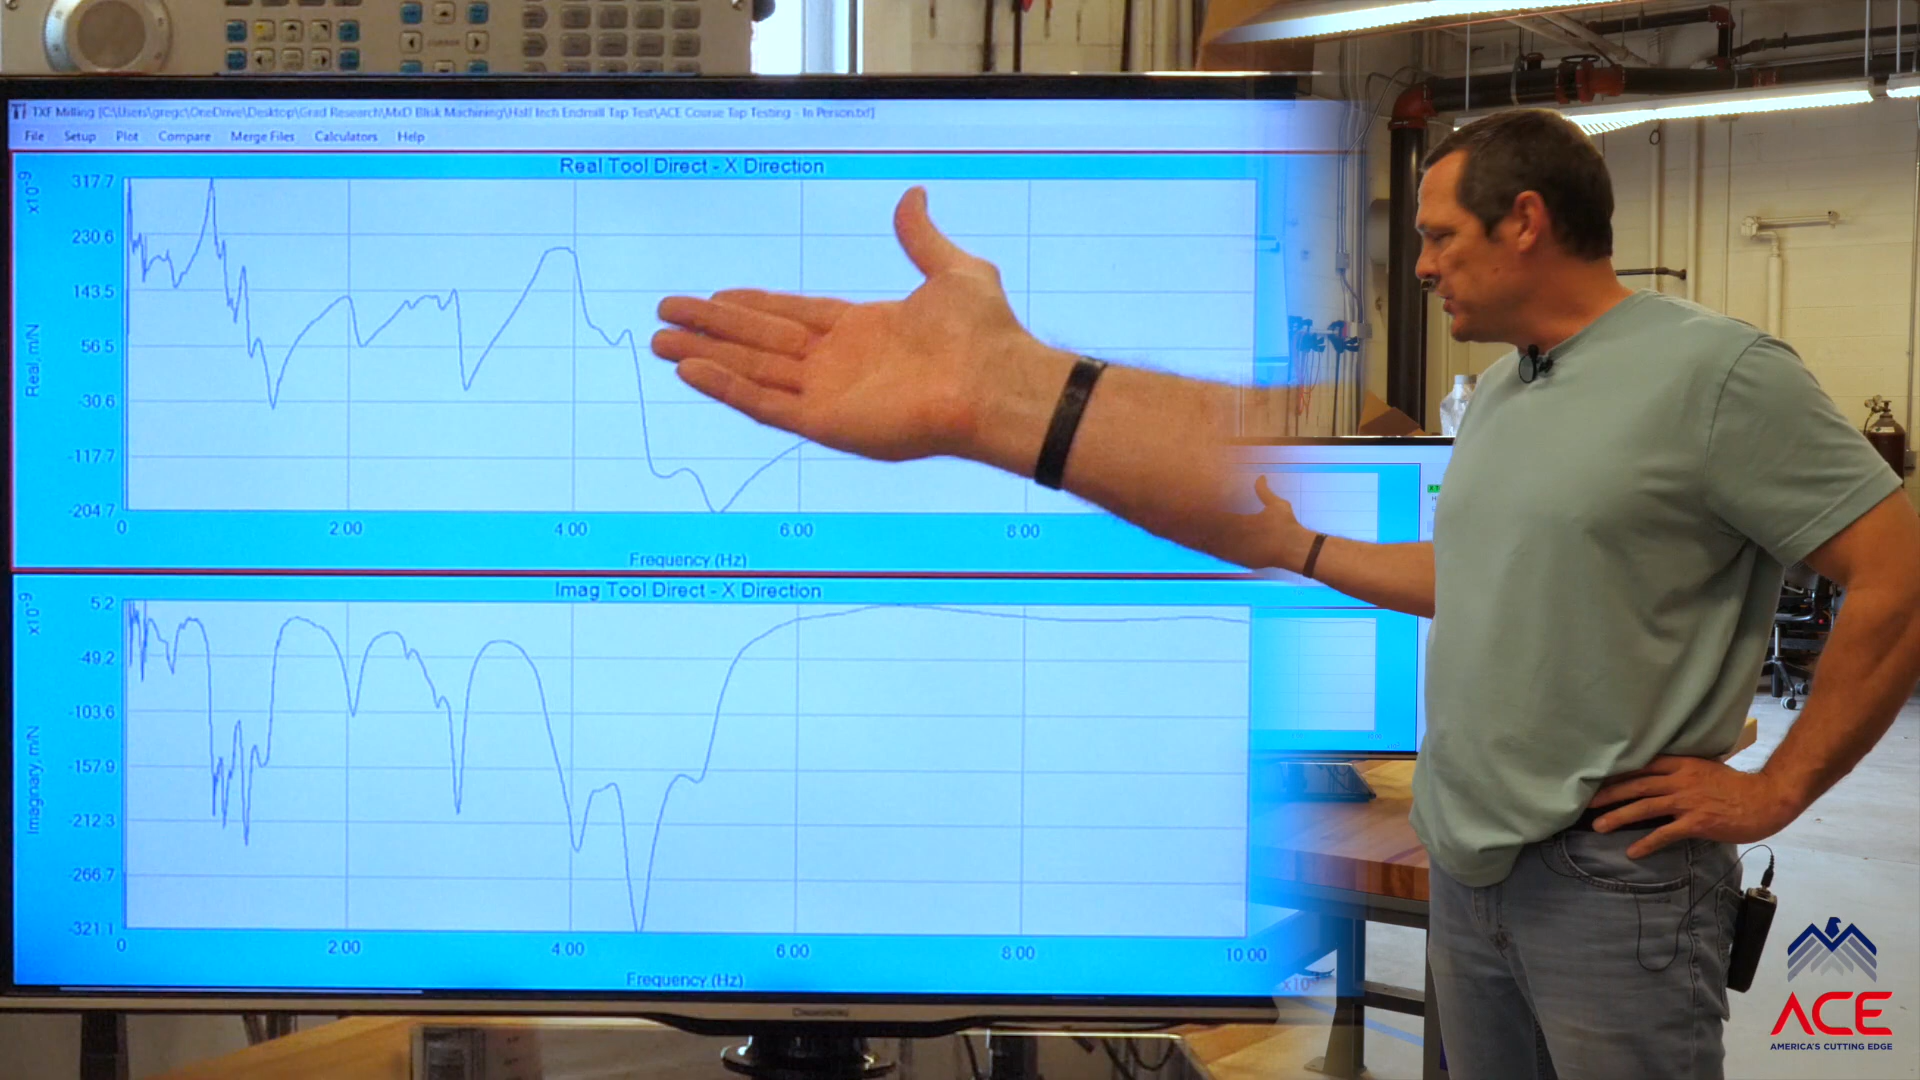 TXF Milling [C:\Users\gregc\OneDrive\Desktop\Grad Research\MxD Blisk Machining\Half Inch Endmill Tap Test\ACE Course Tap Testing - In Person.txf]
File Setup Plot Compare Merge Files Calculators Help
Real Tool Direct - X Direction
x10-9
317.7
230.6
143.5
56.5
-30.6
-117.7
-204.7
Real, m/N
0 2.00 4.00 6.00 8.00
Frequency (Hz)
Imag Tool Direct - X Direction
x10-9
5.2
-49.2
-103.6
-157.9
-212.3
-266.7
-321.1
Imaginary, m/N
0 2.00 4.00 6.00 8.00 10.00
Frequency (Hz)
CURSOR
ACE
AMERICA'S CUTTING EDGE